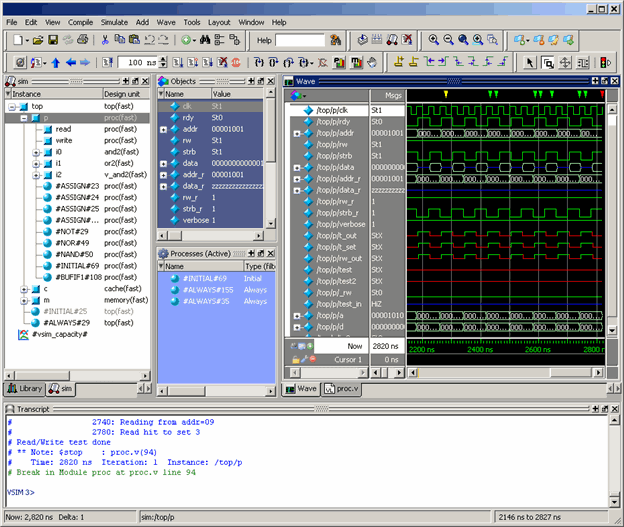 File Edit View Compile Simulate Add Wave Tools Layout Window Help
Help
100 ns
sim
Instance Design unit
top top(fast)
p proc(fast)
read proc(fast)
write proc(fast)
i0 and2(fast)
i1 or2(fast)
i2 v_and2(fast)
#ASSIGN#23 proc(fast)
#ASSIGN#24 proc(fast)
#ASSIGN#25 proc(fast)
#ASSIGN#... proc(fast)
#NOT#29 proc(fast)
#NOR#49 proc(fast)
#NAND#50 proc(fast)
#INITIAL#69 proc(fast)
#BUFIF1#108 proc(fast)
c cache(fast)
m memory(fast)
#INITIAL#25 top(fast)
#ALWAYS#29 top(fast)
#vsim_capacity#
Library sim
Objects
Name Value
clk St1
rdy St0
addr 00001001
rw St1
strb St1
data 0000000000001
addr_r 00001001
data_r zzzzzzzzzzzzz
rw_r 1
strb_r 1
verbose 1
Processes (Active)
Name Type (filt
#INITIAL#69 Initial
#ALWAYS#155 Always
#ALWAYS#35 Always
Wave
Msgs
/top/p/clk St1
/top/p/rdy St0
/top/p/addr 00001001
/top/p/rw St1
/top/p/strb St1
/top/p/data 00000000
/top/p/addr_r 00001001
/top/p/data_r zzzzzzzz
/top/p/rw_r 1
/top/p/strb_r 1
/top/p/verbose 1
/top/p/t_out StX
/top/p/t_set StX
/top/p/rw_out StX
/top/p/test StX
/top/p/test2 StX
/top/p/_rw St0
/top/p/test_in HiZ
/top/p/a 00001010
/top/p/d 00000000
Now 2820 ns
Cursor 1 0 ns
2200 ns 2400 ns 2600 ns 2800 n
Wave proc.v
Transcript
# 2740: Reading from addr=09
# 2780: Read hit to set 3
# Read/Write test done
# ** Note: $stop : proc.v(94)
# Time: 2820 ns Iteration: 1 Instance: /top/p
# Break in Module proc at proc.v line 94
VSIM 3>
Now: 2,820 ns Delta: 1 sim:/top/p 2146 ns to 2827 ns